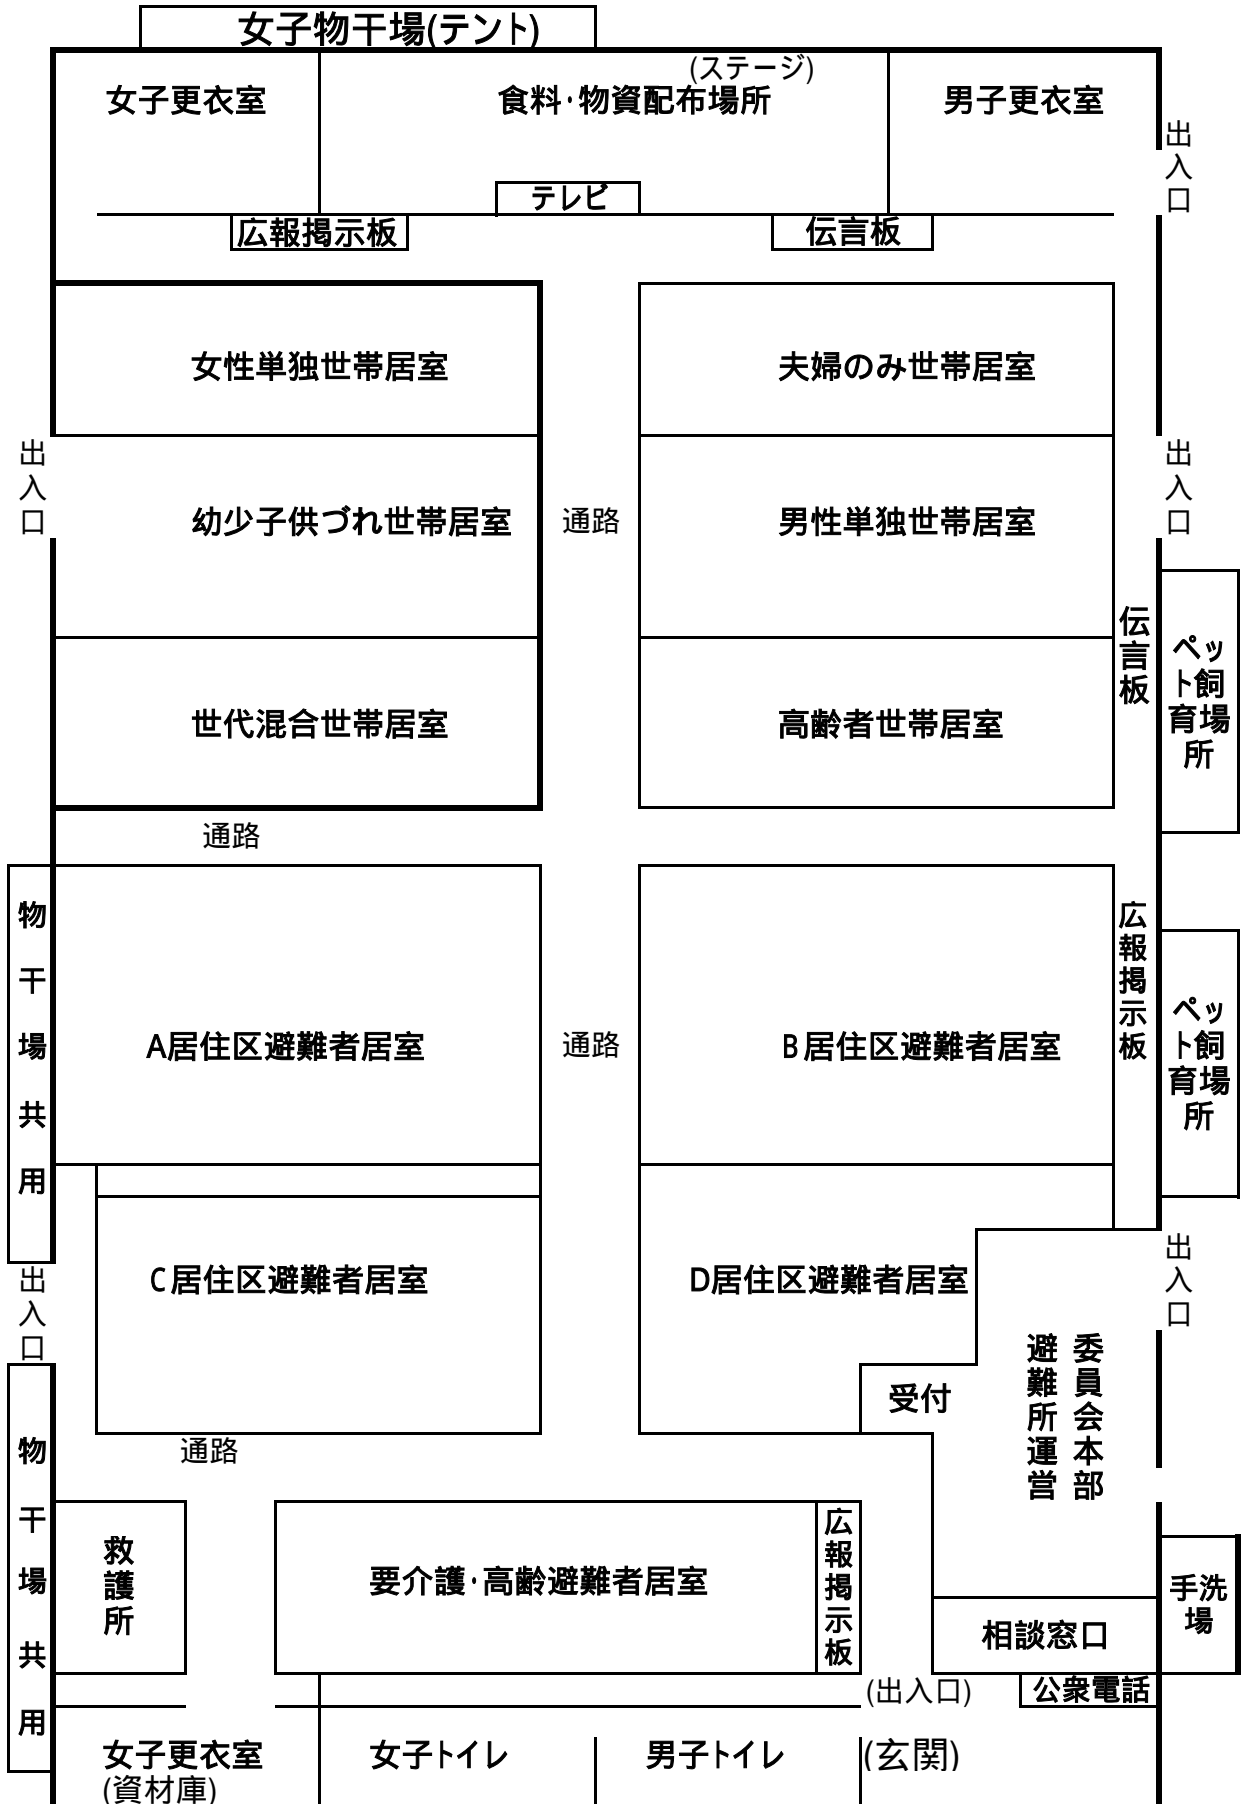 女子物干場(テント)
(ステージ)
女子更衣室
食料・物資配布場所
男子更衣室
出入口
テレビ
広報掲示板
伝言板
女性単独世帯居室
夫婦のみ世帯居室
出入口
出入口
幼少子供づれ世帯居室
通路
男性単独世帯居室
伝言板
ペッ
ト飼
育場
所
世代混合世帯居室
高齢者世帯居室
通路
物干場共用
広報掲示板
ペッ
ト飼
育場
所
A居住区避難者居室
通路
B居住区避難者居室
出入口
出入口
C居住区避難者居室
D居住区避難者居室
避難所運営
委員会本部
受付
通路
物干場共用
救護所
要介護・高齢避難者居室
広報掲示板
手洗
場
相談窓口
(出入口)
公衆電話
女子更衣室
(資材庫)
女子トイレ
男子トイレ
(玄関)